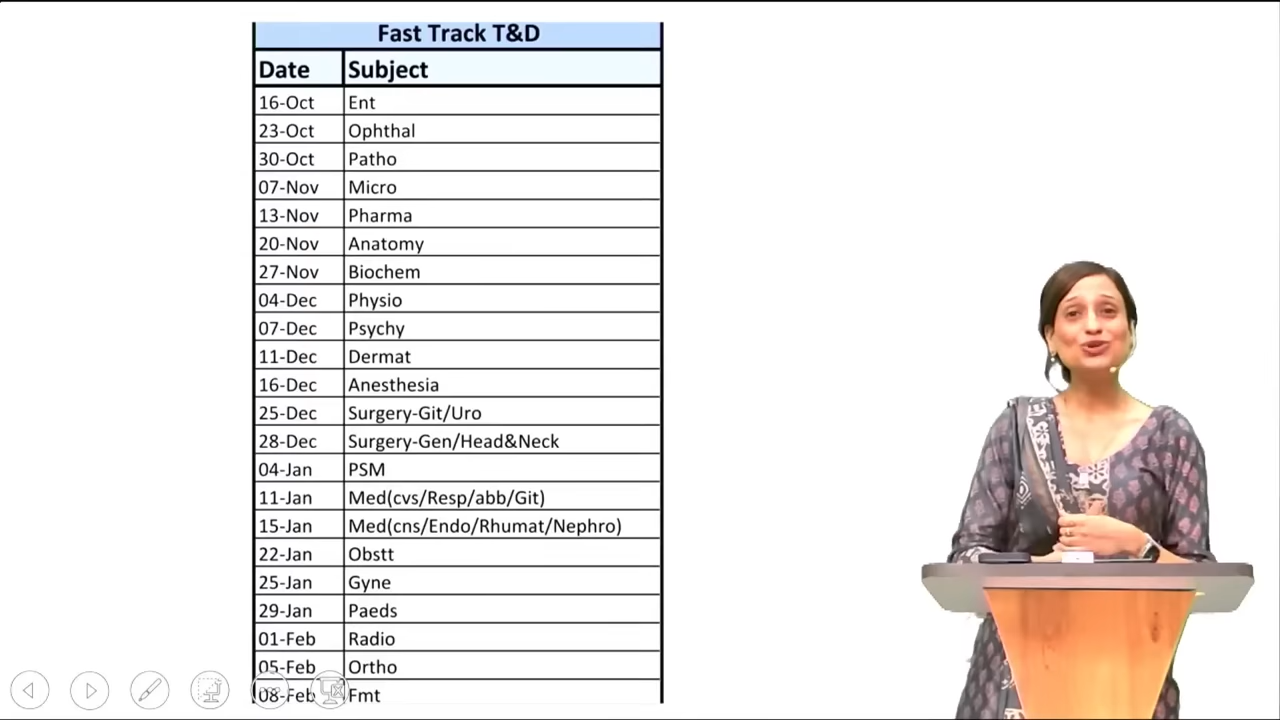 Fast Track T&D
Date Subject
16-Oct Ent
23-Oct Ophthal
30-Oct Patho
07-Nov Micro
13-Nov Pharma
20-Nov Anatomy
27-Nov Biochem
04-Dec Physio
07-Dec Psychy
11-Dec Dermat
16-Dec Anesthesia
25-Dec Surgery-Git/Uro
28-Dec Surgery-Gen/Head&Neck
04-Jan PSM
11-Jan Med(cvs/Resp/abb/Git)
15-Jan Med(cns/Endo/Rhumat/Nephro)
22-Jan Obstt
25-Jan Gyne
29-Jan Paeds
01-Feb Radio
05-Feb Ortho
08-Feb Fmt